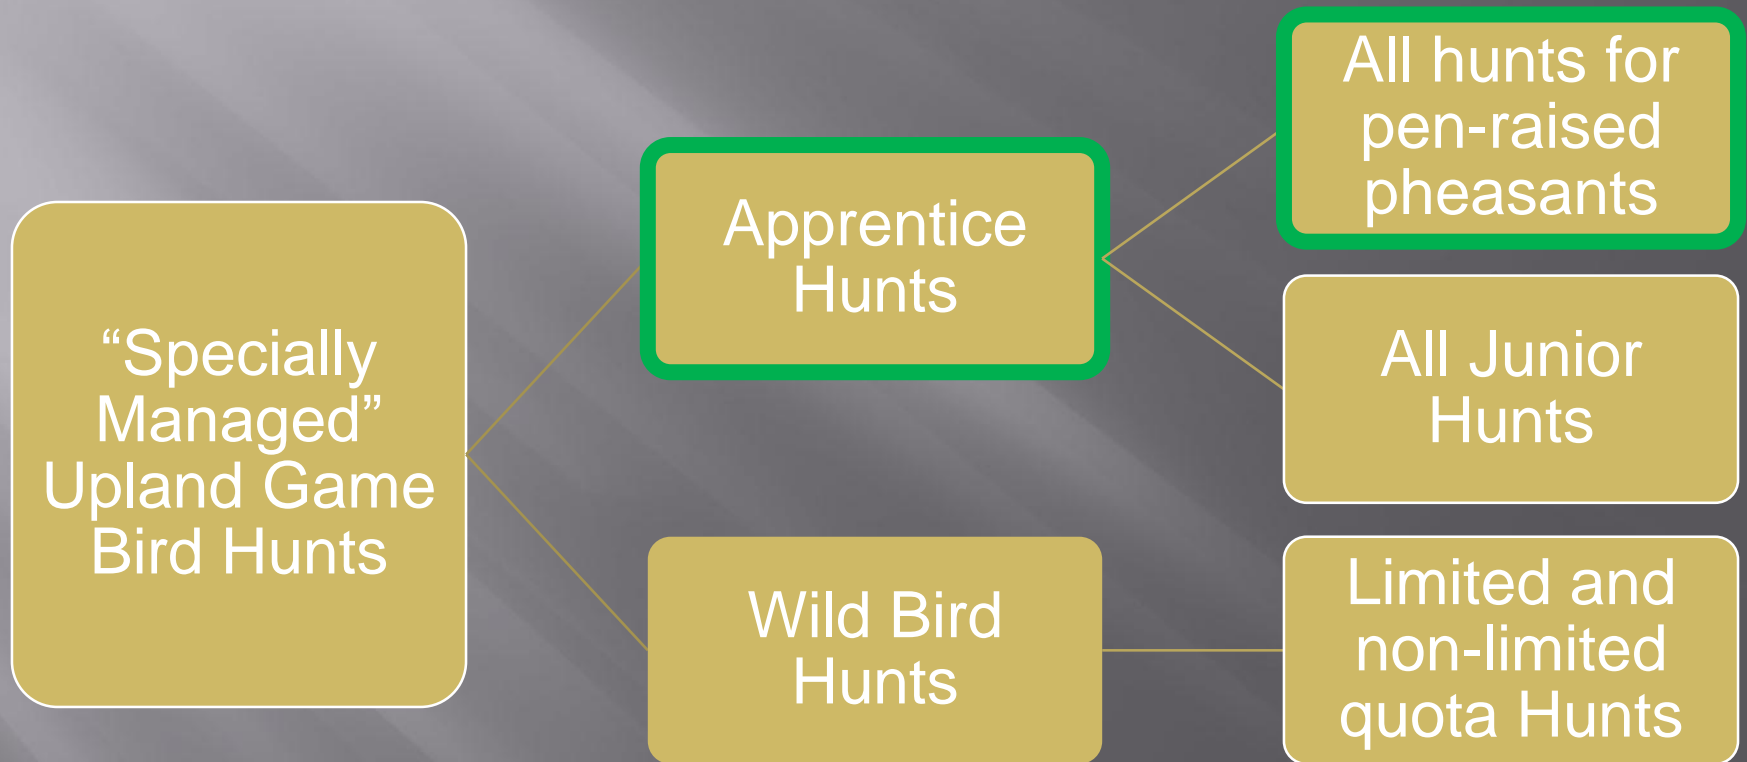 “Specially
Managed”
Upland Game
Bird Hunts
Apprentice
Hunts
Wild Bird
Hunts
All hunts for
pen-raised
pheasants
All Junior
Hunts
Limited and
non-limited
quota Hunts